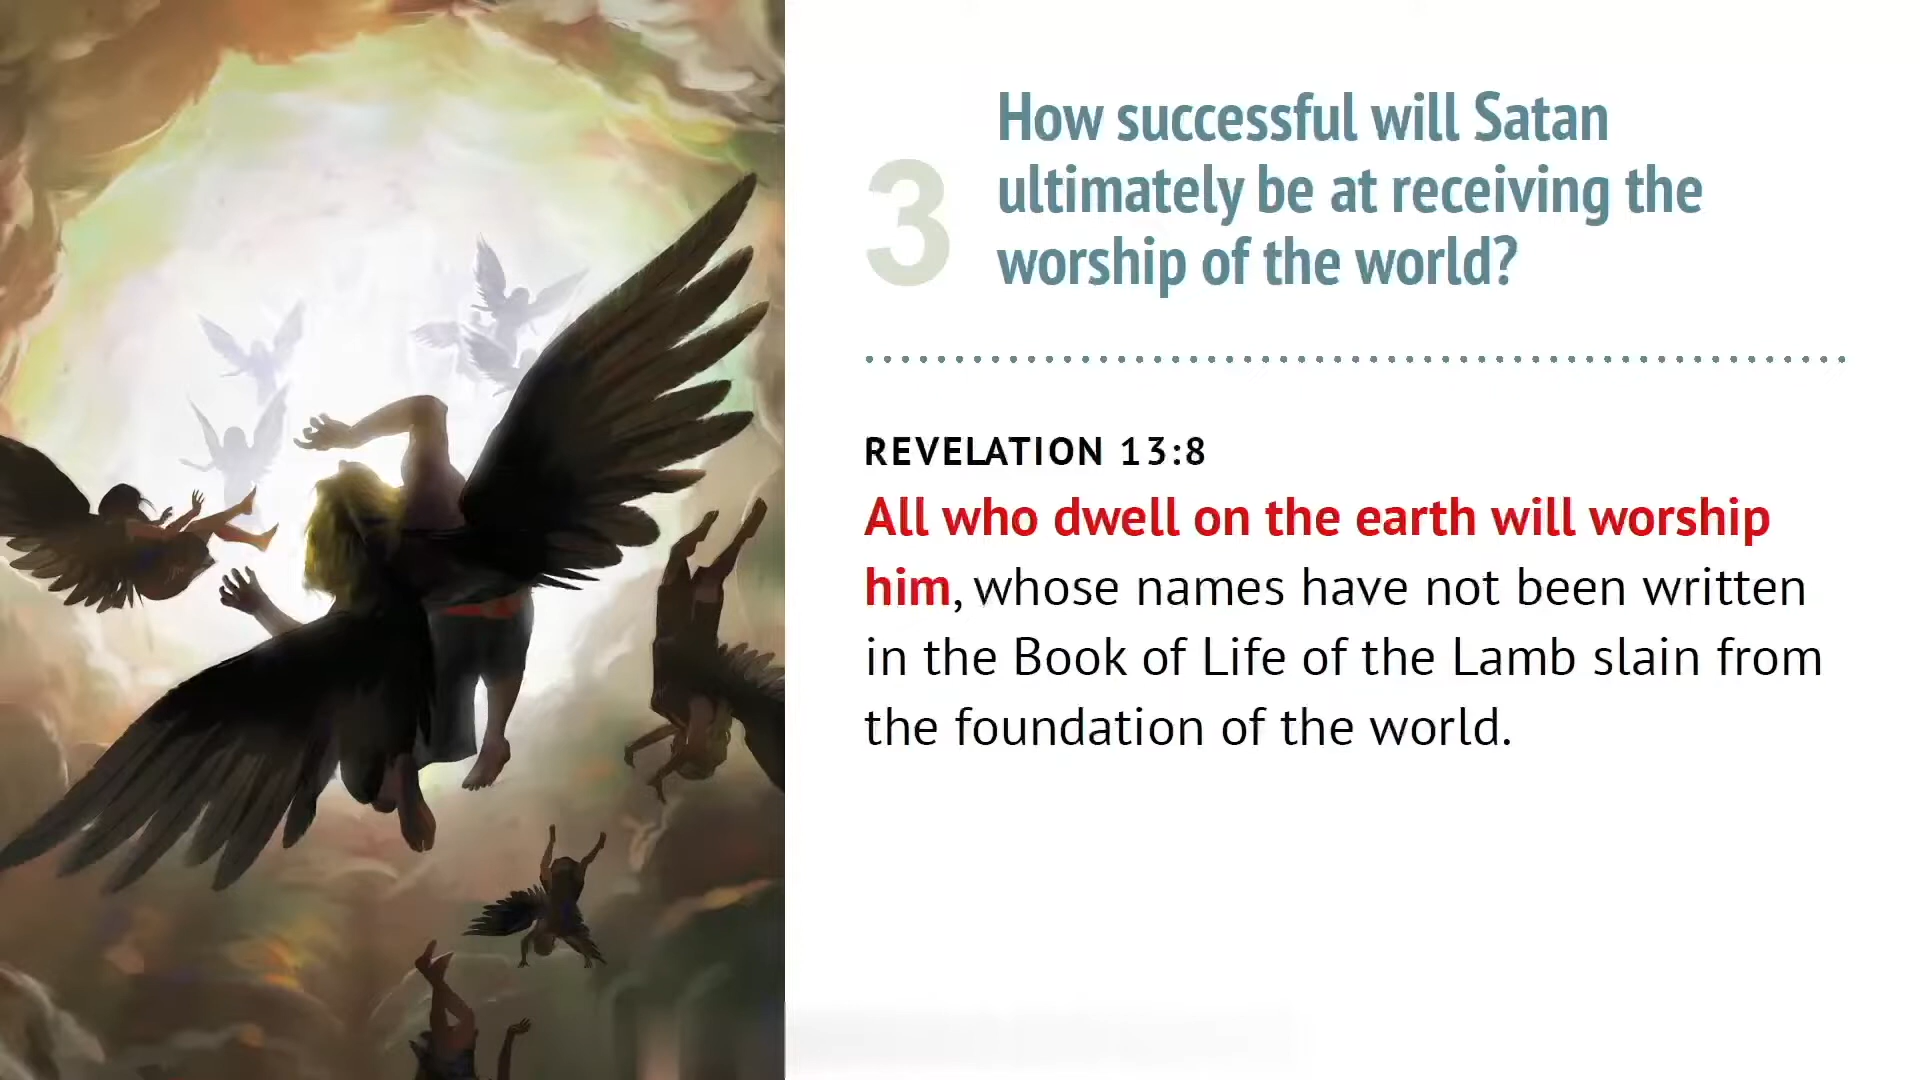 3
How successful will Satan
ultimately be at receiving the
worship of the world?
REVELATION 13:8
All who dwell on the earth will worship
him, whose names have not been written
in the Book of Life of the Lamb slain from
the foundation of the world.